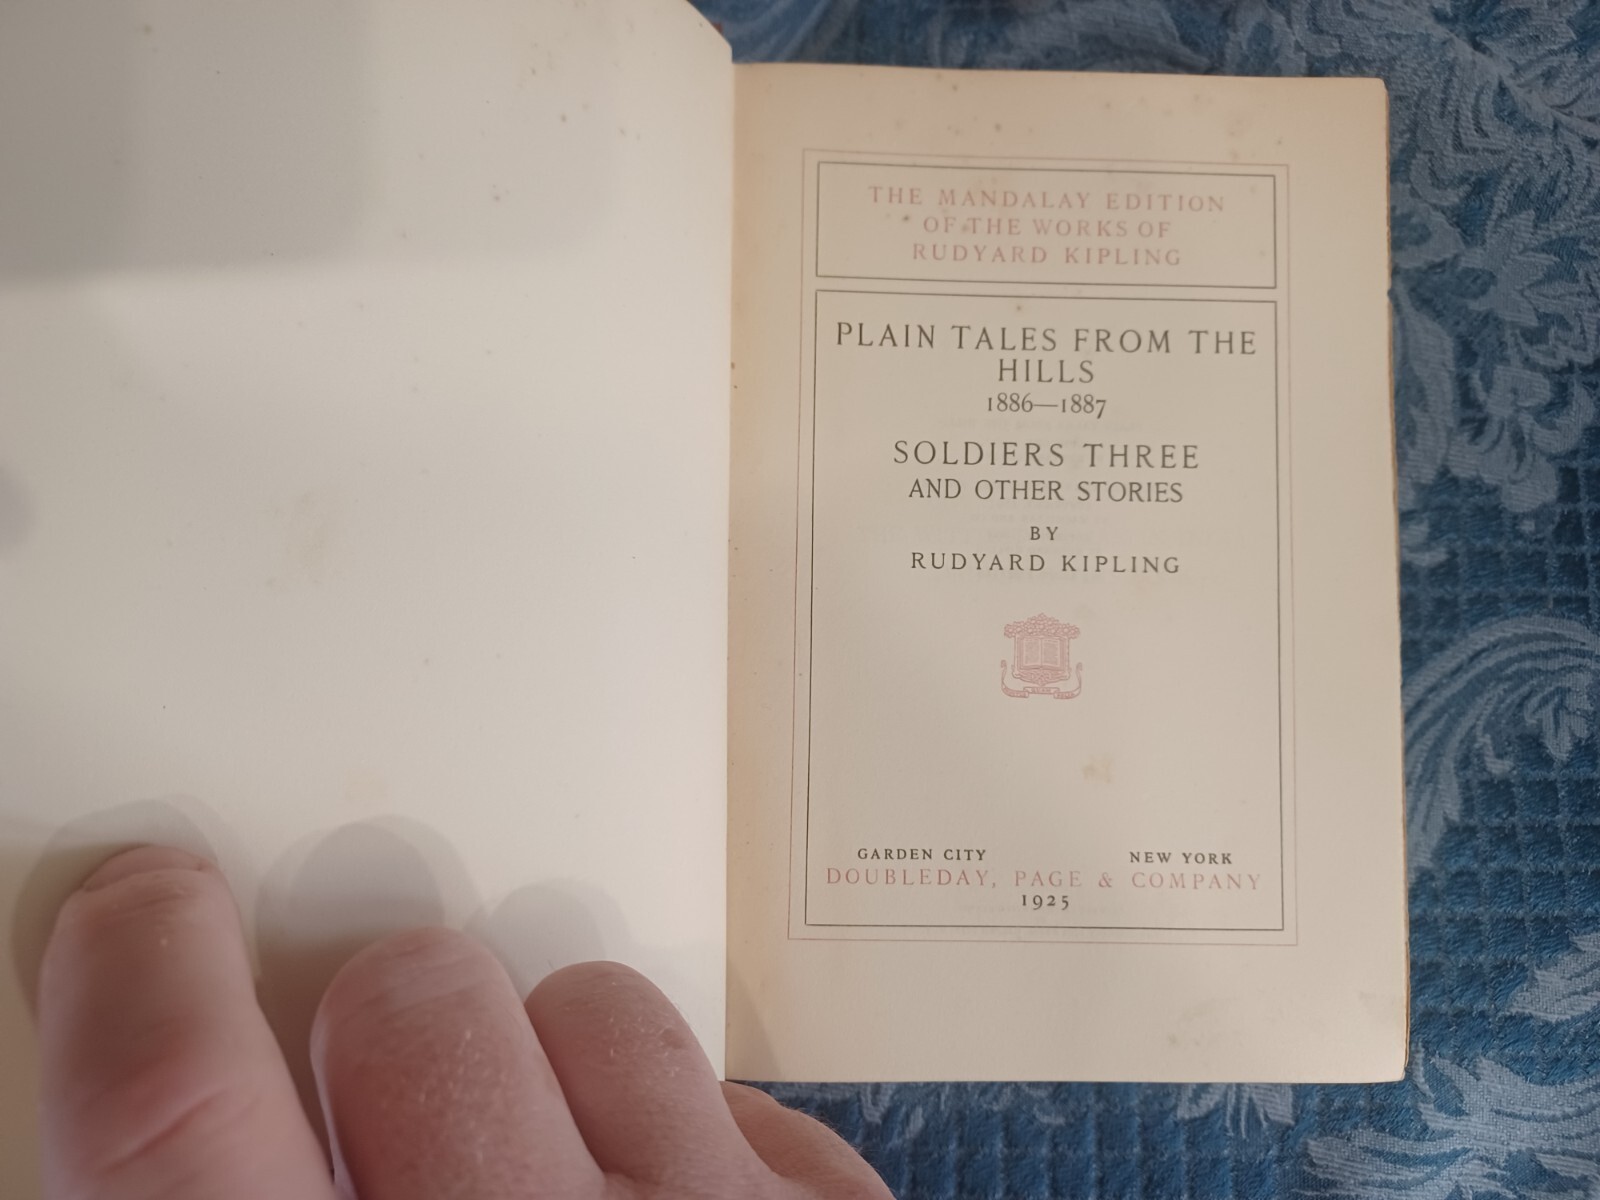 THE MANDALAY EDITION
OF THE WORKS OF
RUDYARD KIPLING
PLAIN TALES FROM THE
HILLS
1886—1887
SOLDIERS THREE
AND OTHER STORIES
BY
RUDYARD KIPLING
GARDEN CITY NEW YORK
DOUBLEDAY, PAGE & COMPANY
1925